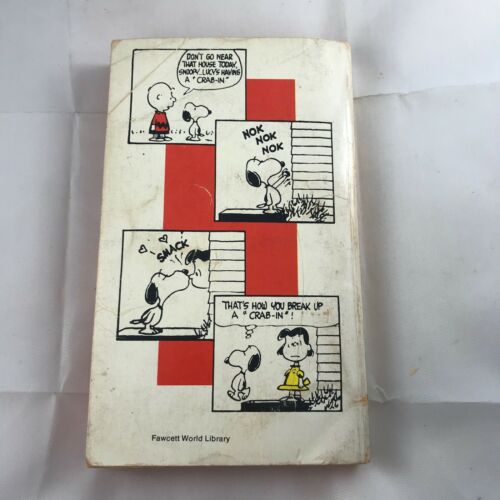 DON'T GO NEAR
THAT HOUSE TODAY,
SNOOPY.. LUCY'S HAVING
A "CRAB-IN"
NOK
NOK
NOK
SMACK
THAT'S HOW YOU BREAK UP
A "CRAB-IN"!
Fawcett World Library